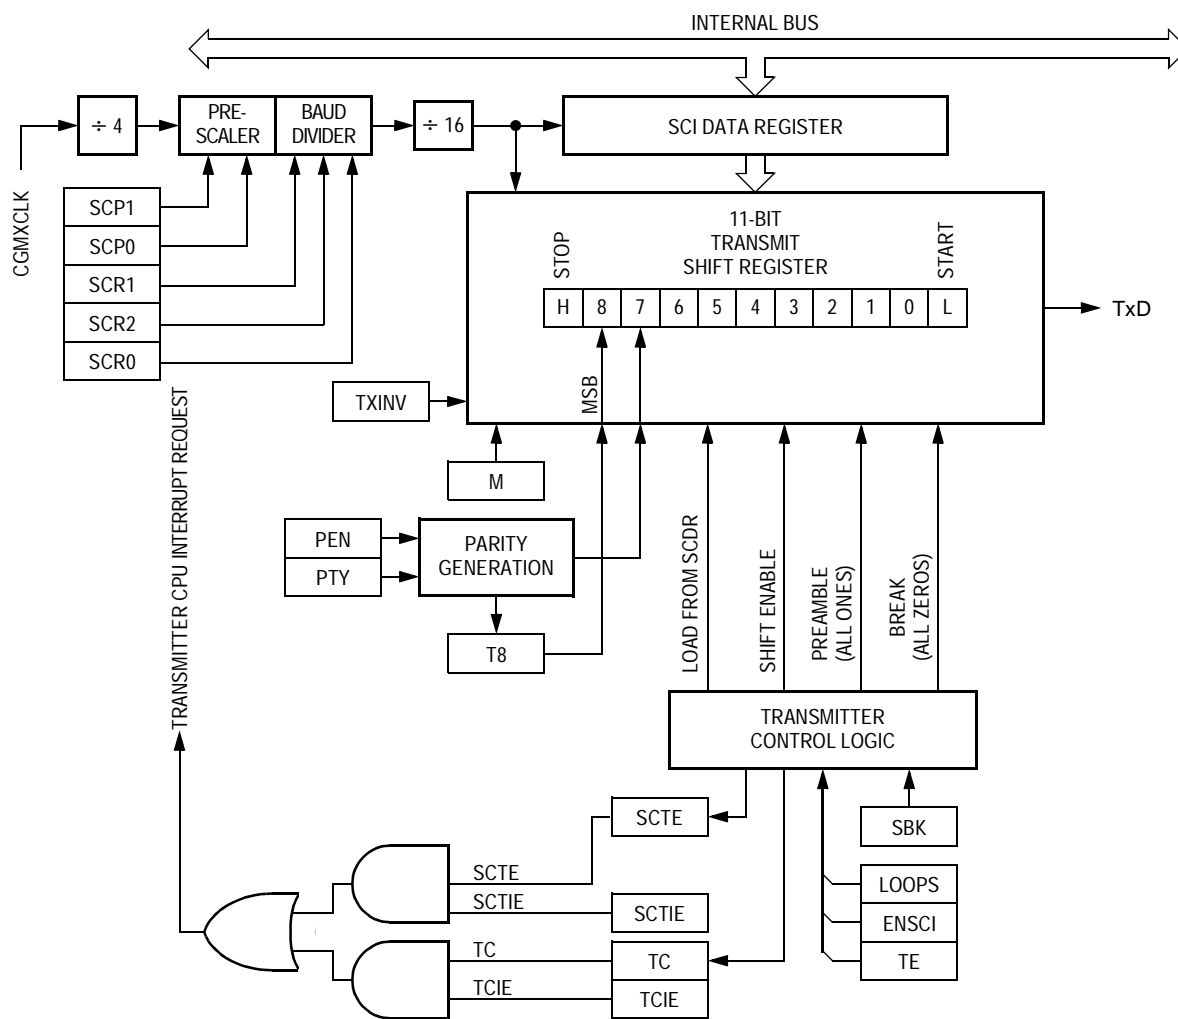 INTERNAL BUS
÷ 4
PRE-
SCALER
BAUD
DIVIDER
÷ 16
SCI DATA REGISTER
CGMXCLK
SCP1
SCP0
SCR1
SCR2
SCR0
11-BIT
TRANSMIT
SHIFT REGISTER
STOP
START
H 8 7 6 5 4 3 2 1 0 L
TxD
TXINV
MSB
M
PEN
PTY
PARITY
GENERATION
T8
LOAD FROM SCDR
SHIFT ENABLE
PREAMBLE
(ALL ONES)
BREAK
(ALL ZEROS)
TRANSMITTER CPU INTERRUPT REQUEST
TRANSMITTER
CONTROL LOGIC
SCTE
SBK
SCTE
SCTIE
SCTIE
LOOPS
ENSCI
TE
TC
TC
TCIE
TCIE